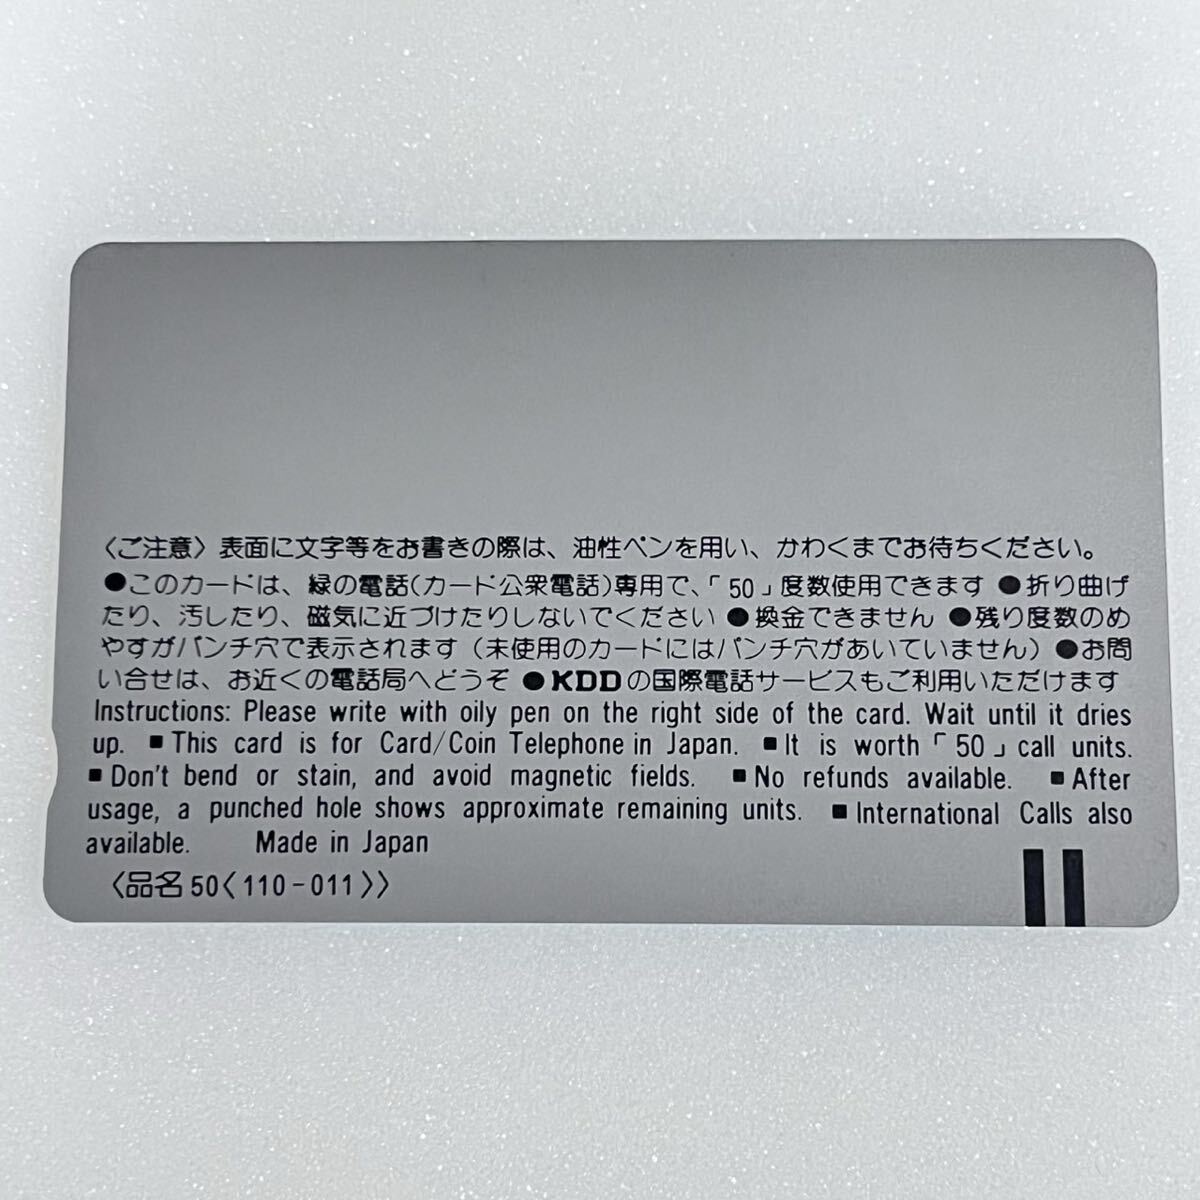 〈ご注意〉表面に文字等をお書きの際は、油性ペンを用い、かわくまでお待ちください。
●このカードは、緑の電話(カード公衆電話)専用で、「50」度数使用できます ●折り曲げ
たり、汚したり、磁気に近づけたりしないでください ●換金できません ●残り度数のめ
やすがパンチ穴で表示されます(未使用のカードにはパンチ穴があいていません)●お問
い合せは、お近くの電話局へどうぞ ●KDDの国際電話サービスもご利用いただけます
Instructions: Please write with oily pen on the right side of the card. Wait until it dries
up. ■This card is for Card/Coin Telephone in Japan. ■It is worth「50」call units.
■Don't bend or stain, and avoid magnetic fields. ■No refunds available. ■After
usage, a punched hole shows approximate remaining units. ■International Calls also
available. Made in Japan
〈品名50〈110-011〉〉